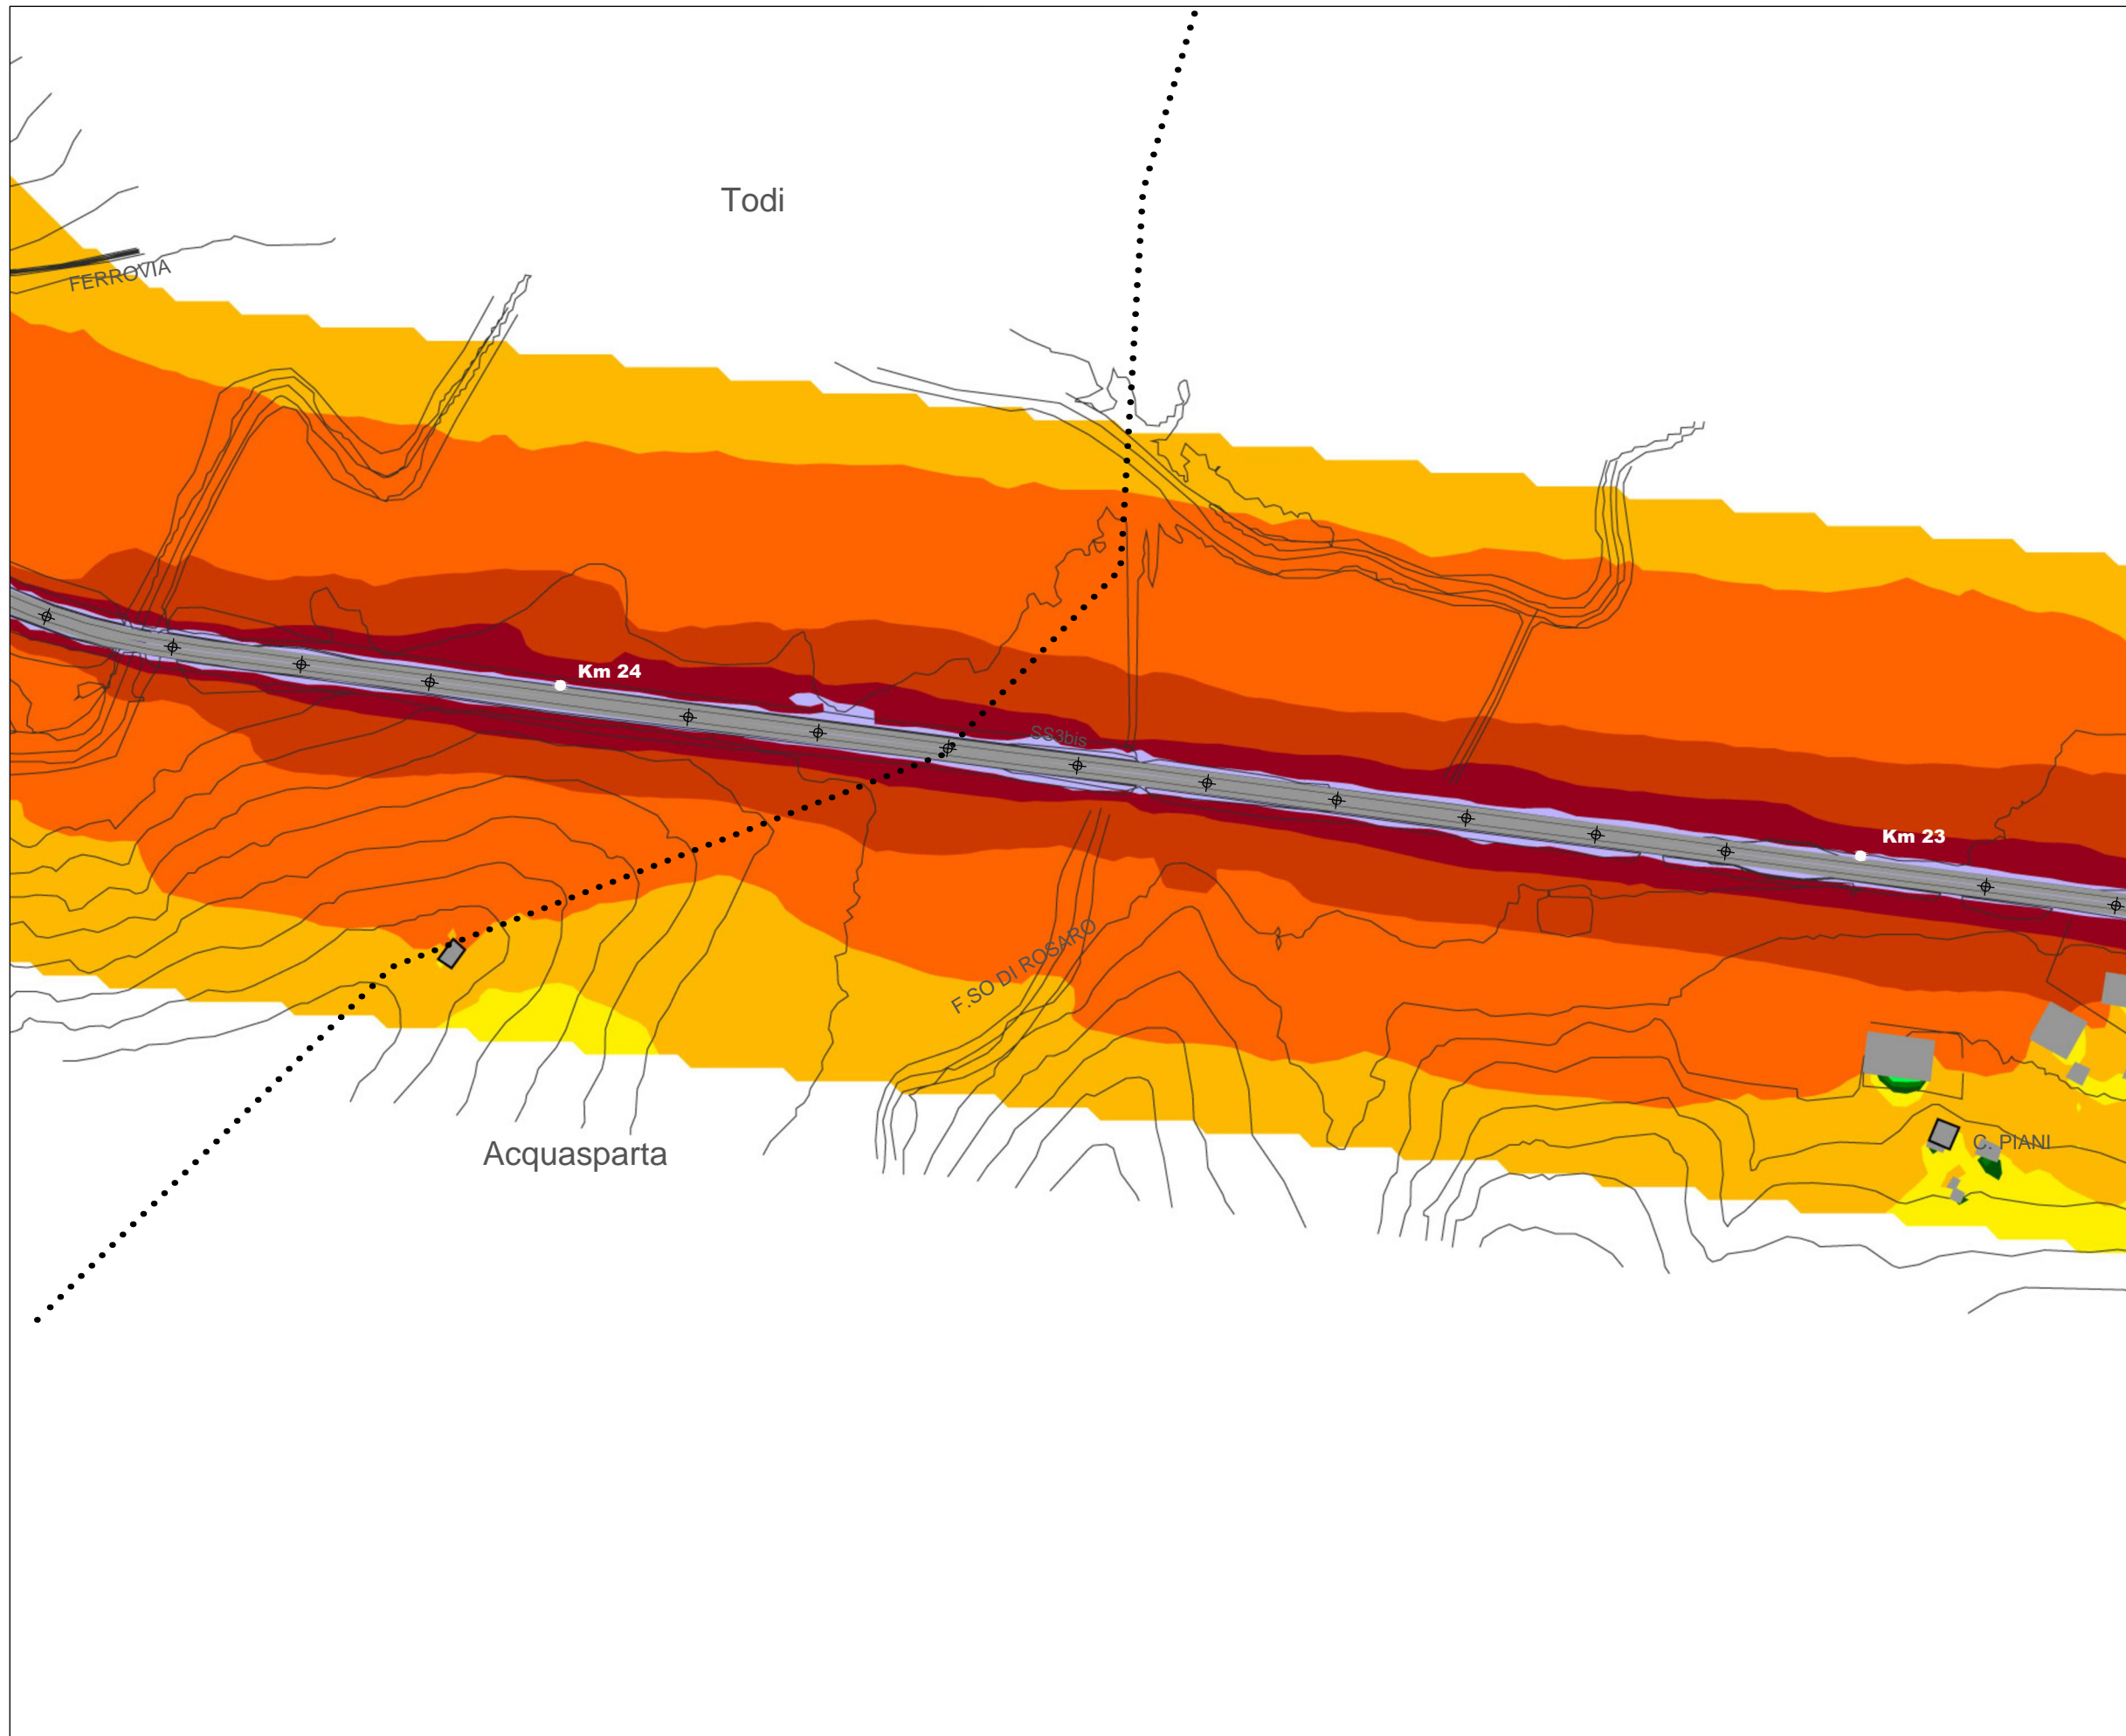 Todi
FERROVIA
Km 24
SS3bis
Km 23
F.SO DI ROSARO
C. PIANI
Acquasparta